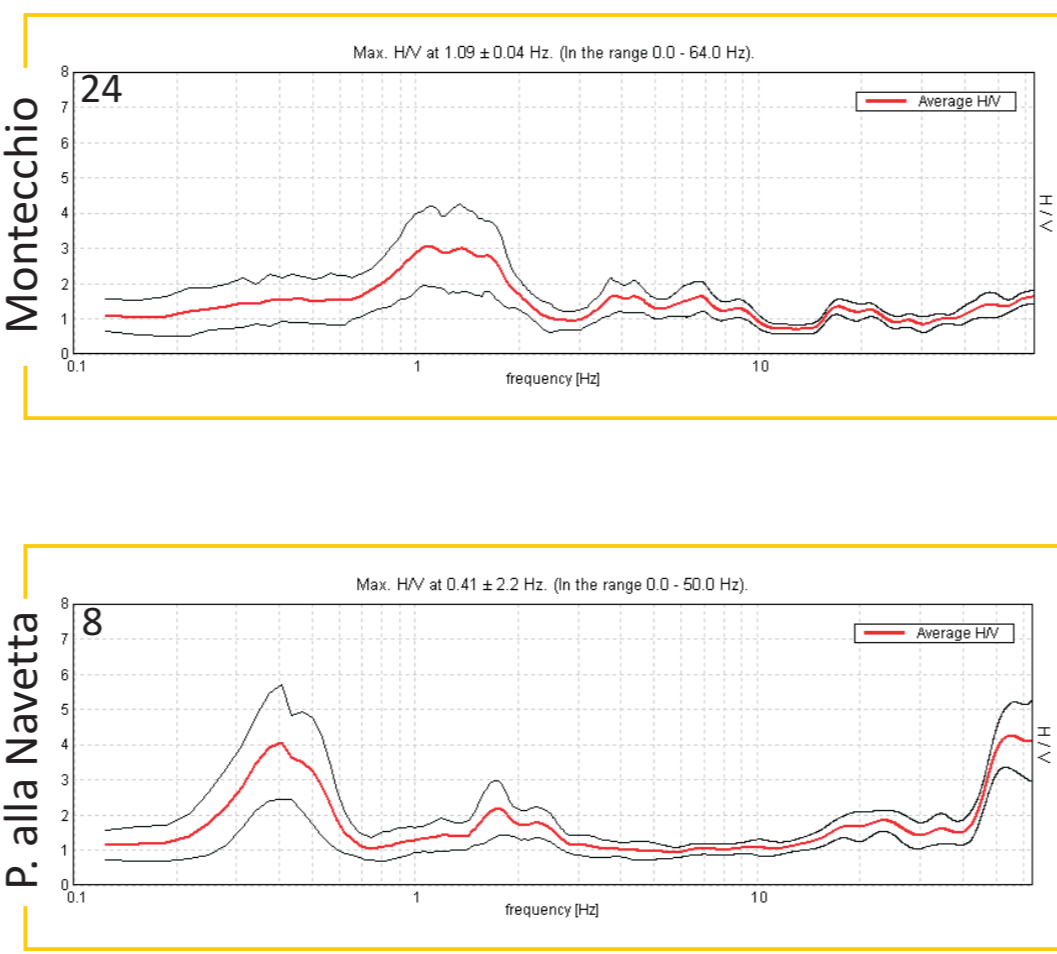 Montecchio
Max. H/V at 1.09 ± 0.04 Hz. (In the range 0.0 - 64.0 Hz).
24
Average H/V
8
7
6
5
4
3
2
1
0
0.1
1
10
frequency [Hz]
H / V
P. alla Navetta
Max. H/V at 0.41 ± 2.2 Hz. (In the range 0.0 - 50.0 Hz).
8
Average H/V
8
7
6
5
4
3
2
1
0
0.1
1
10
frequency [Hz]
H / V